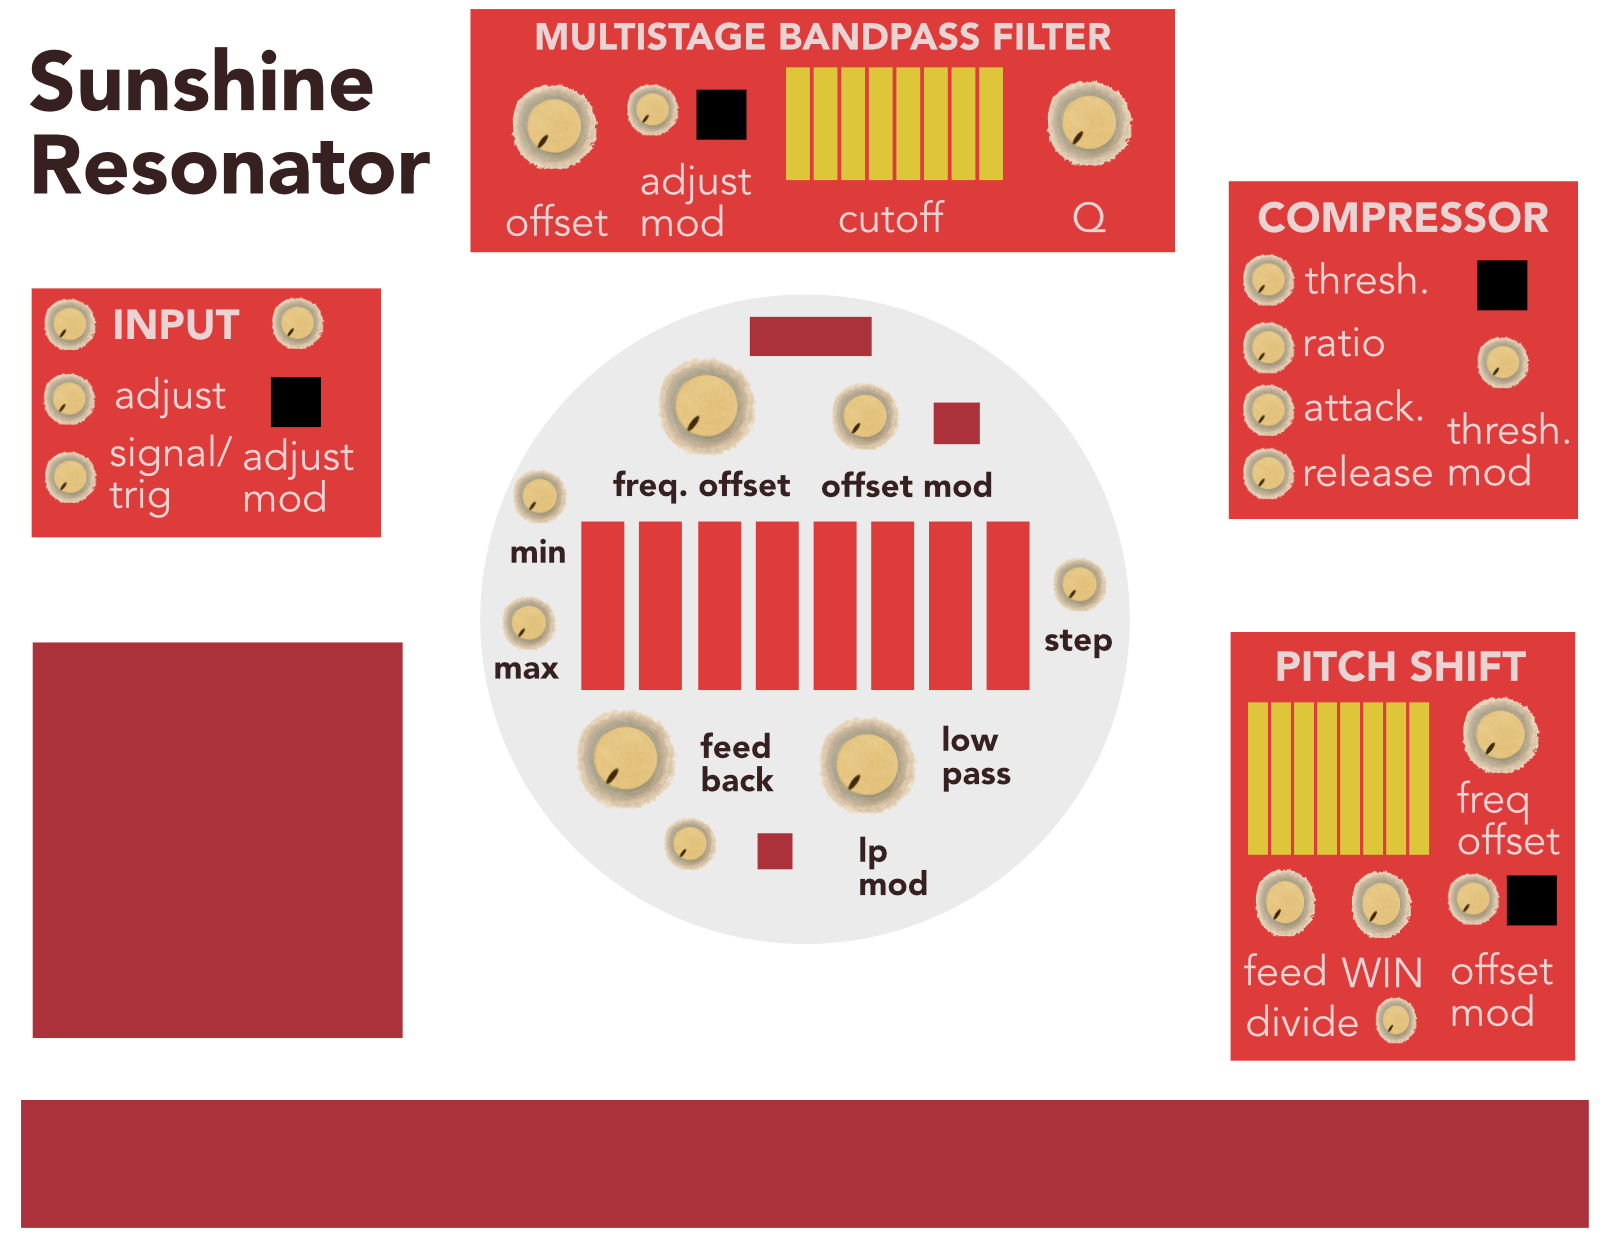 Sunshine
Resonator
MULTISTAGE BANDPASS FILTER
offset
adjust
mod
cutoff
Q
INPUT
adjust
signal/
trig
adjust
mod
COMPRESSOR
thresh.
ratio
attack.
release
thresh.
mod
freq. offset
offset mod
min
max
step
feed
back
low
pass
lp
mod
PITCH SHIFT
freq
offset
feed
WIN
offset
mod
divide